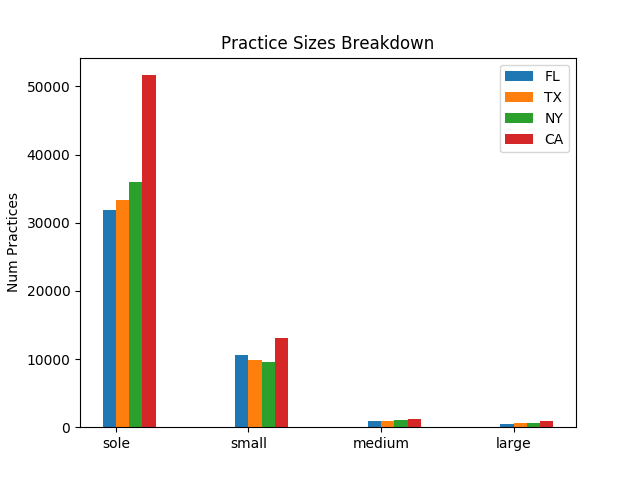 Practice Sizes Breakdown
FL
TX
NY
CA
Num Practices
50000
40000
30000
20000
10000
0
sole
small
medium
large